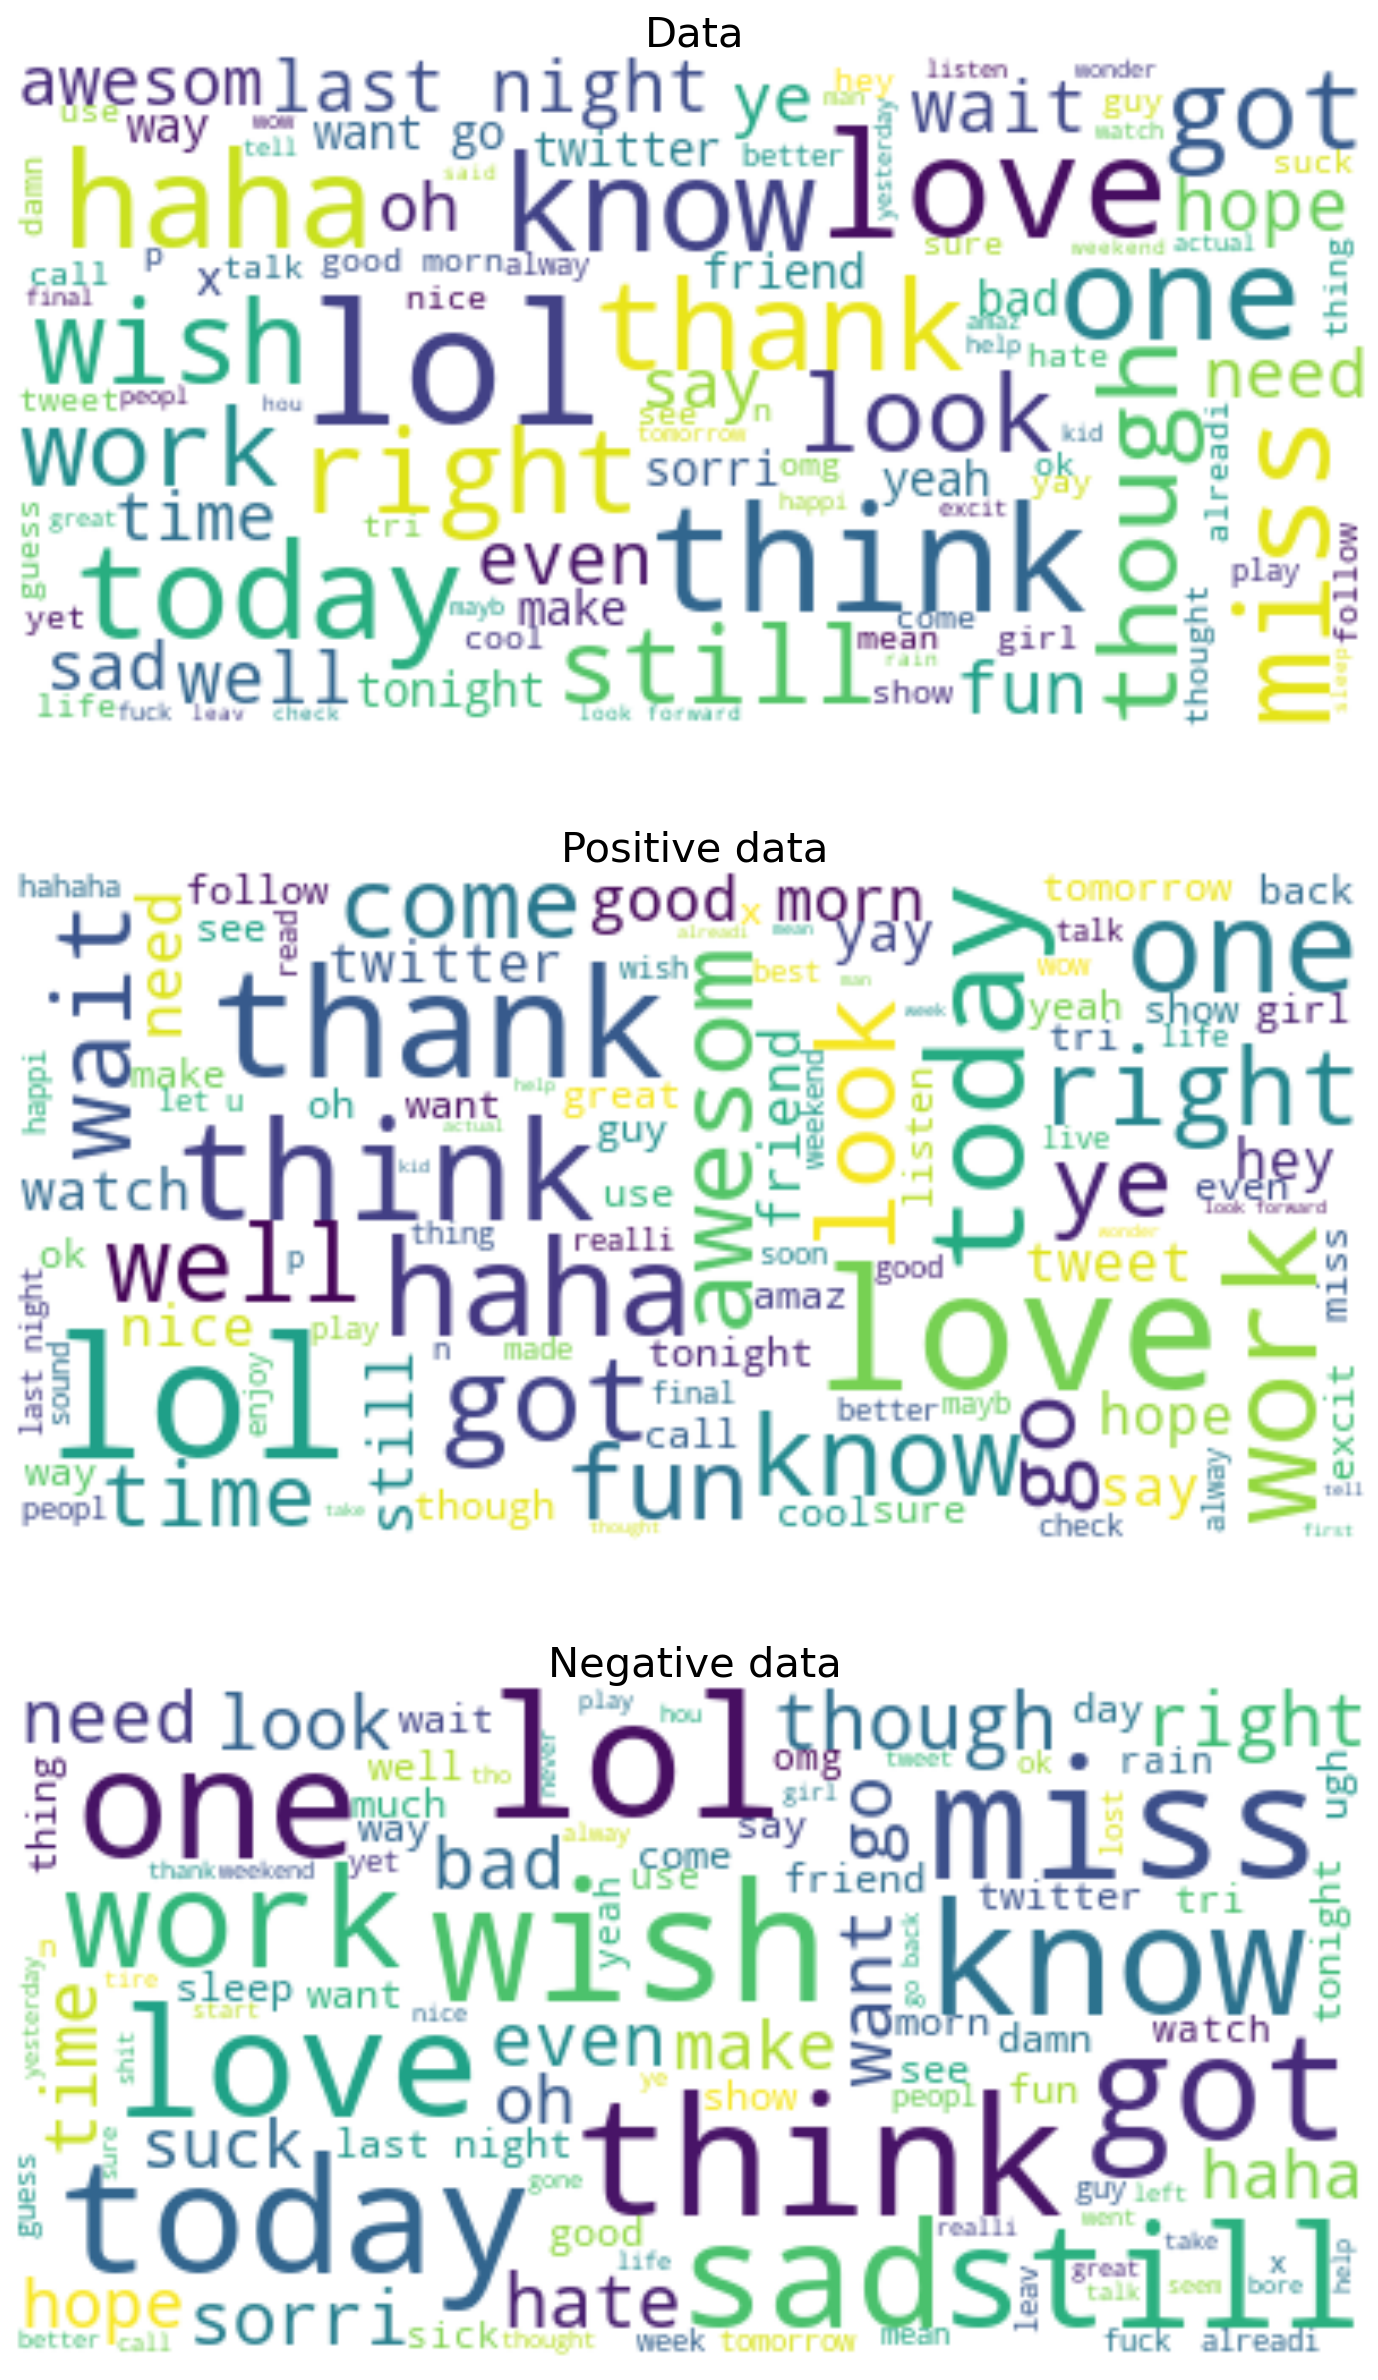 Data
awesom last night ye hey man listen wonder wait guy got
use way wow tell want go twitter better yesterday watch suck
damn haha oh said know love hope
call p x talk good morn alway friend sure weekend actual thing
final wish lol nice thank bad amaz help one hate
tweet peopl hou say n see tomorrow look kid though need
work right sorri omg yeah ok yay alreadi miss
guess great time tri happi excit play follow
yet today mayb even make cool think come girl thought
sad well tonight still mean rain show fun sleep
life fuck leav check look forward
Positive data
hahaha follow come good morn x today tomorrow back
wait need see read twitter wish alreadi mean yay talk one
thank awesom best man wow
happi make let u oh want help great friend weekend look week yeah show girl
tri life right
think actual kid guy listen live hey
watch use ye even look forward
ok well p thing realli soon good wonder tweet work miss
last night nice haha amaz love
sound lol play n made tonight
enjoy still got final better mayb go hope excit
way call know say alway tell
peopl time take though fun cool sure check first
thought
Negative data
need look wait lol play hou though day right
thing one well tho never omg tweet ok rain ugh
much way alway say girl want go miss lost
thank weekend yet bad come use friend twitter tri tonight
work wish yeah go back know
n tire sleep want
yesterday time start nice morn damn watch
shit love even make see got
oh ye show peopl fun
sure suck last night think haha
guess today gone guy left
good realli went take
life sad still great x help
hope sorri hate leav talk seem bore
better call sick thought week tomorrow mean fuck alreadi